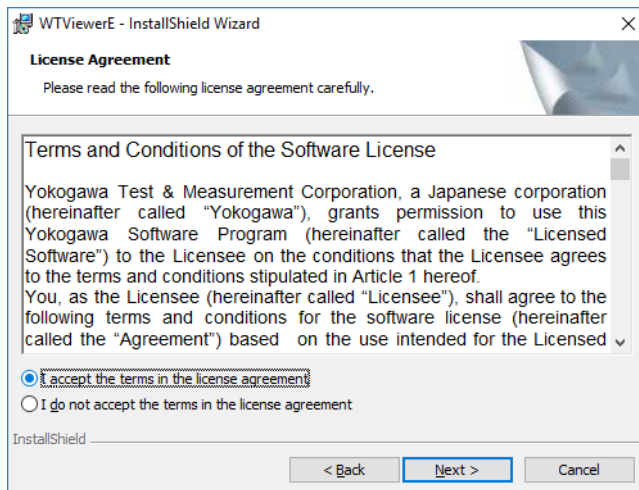 WTViewerE - InstallShield Wizard
License Agreement
Please read the following license agreement carefully.
Terms and Conditions of the Software License
Yokogawa Test & Measurement Corporation, a Japanese corporation
(hereinafter called “Yokogawa”), grants permission to use this
Yokogawa Software Program (hereinafter called the “Licensed
Software”) to the Licensee on the conditions that the Licensee agrees
to the terms and conditions stipulated in Article 1 hereof.
You, as the Licensee (hereinafter called “Licensee”), shall agree to the
following terms and conditions for the software license (hereinafter
called the “Agreement”) based on the use intended for the Licensed
I accept the terms in the license agreement
I do not accept the terms in the license agreement
InstallShield
< Back Next > Cancel